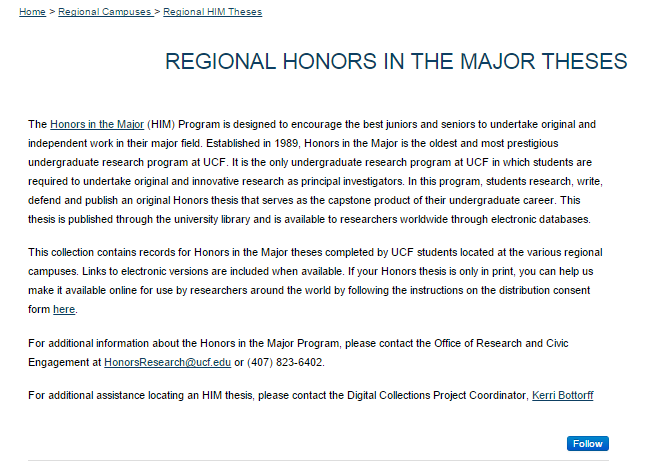 Home > Regional Campuses > Regional HIM Theses
REGIONAL HONORS IN THE MAJOR THESES
The Honors in the Major (HIM) Program is designed to encourage the best juniors and seniors to undertake original and
independent work in their major field. Established in 1989, Honors in the Major is the oldest and most prestigious
undergraduate research program at UCF. It is the only undergraduate research program at UCF in which students are
required to undertake original and innovative research as principal investigators. In this program, students research, write,
defend and publish an original Honors thesis that serves as the capstone product of their undergraduate career. This
thesis is published through the university library and is available to researchers worldwide through electronic databases.
This collection contains records for Honors in the Major theses completed by UCF students located at the various regional
campuses. Links to electronic versions are included when available. If your Honors thesis is only in print, you can help us
make it available online for use by researchers around the world by following the instructions on the distribution consent
form here.
For additional information about the Honors in the Major Program, please contact the Office of Research and Civic
Engagement at HonorsResearch@ucf.edu or (407) 823-6402.
For additional assistance locating an HIM thesis, please contact the Digital Collections Project Coordinator, Kerri Bottorff
Follow